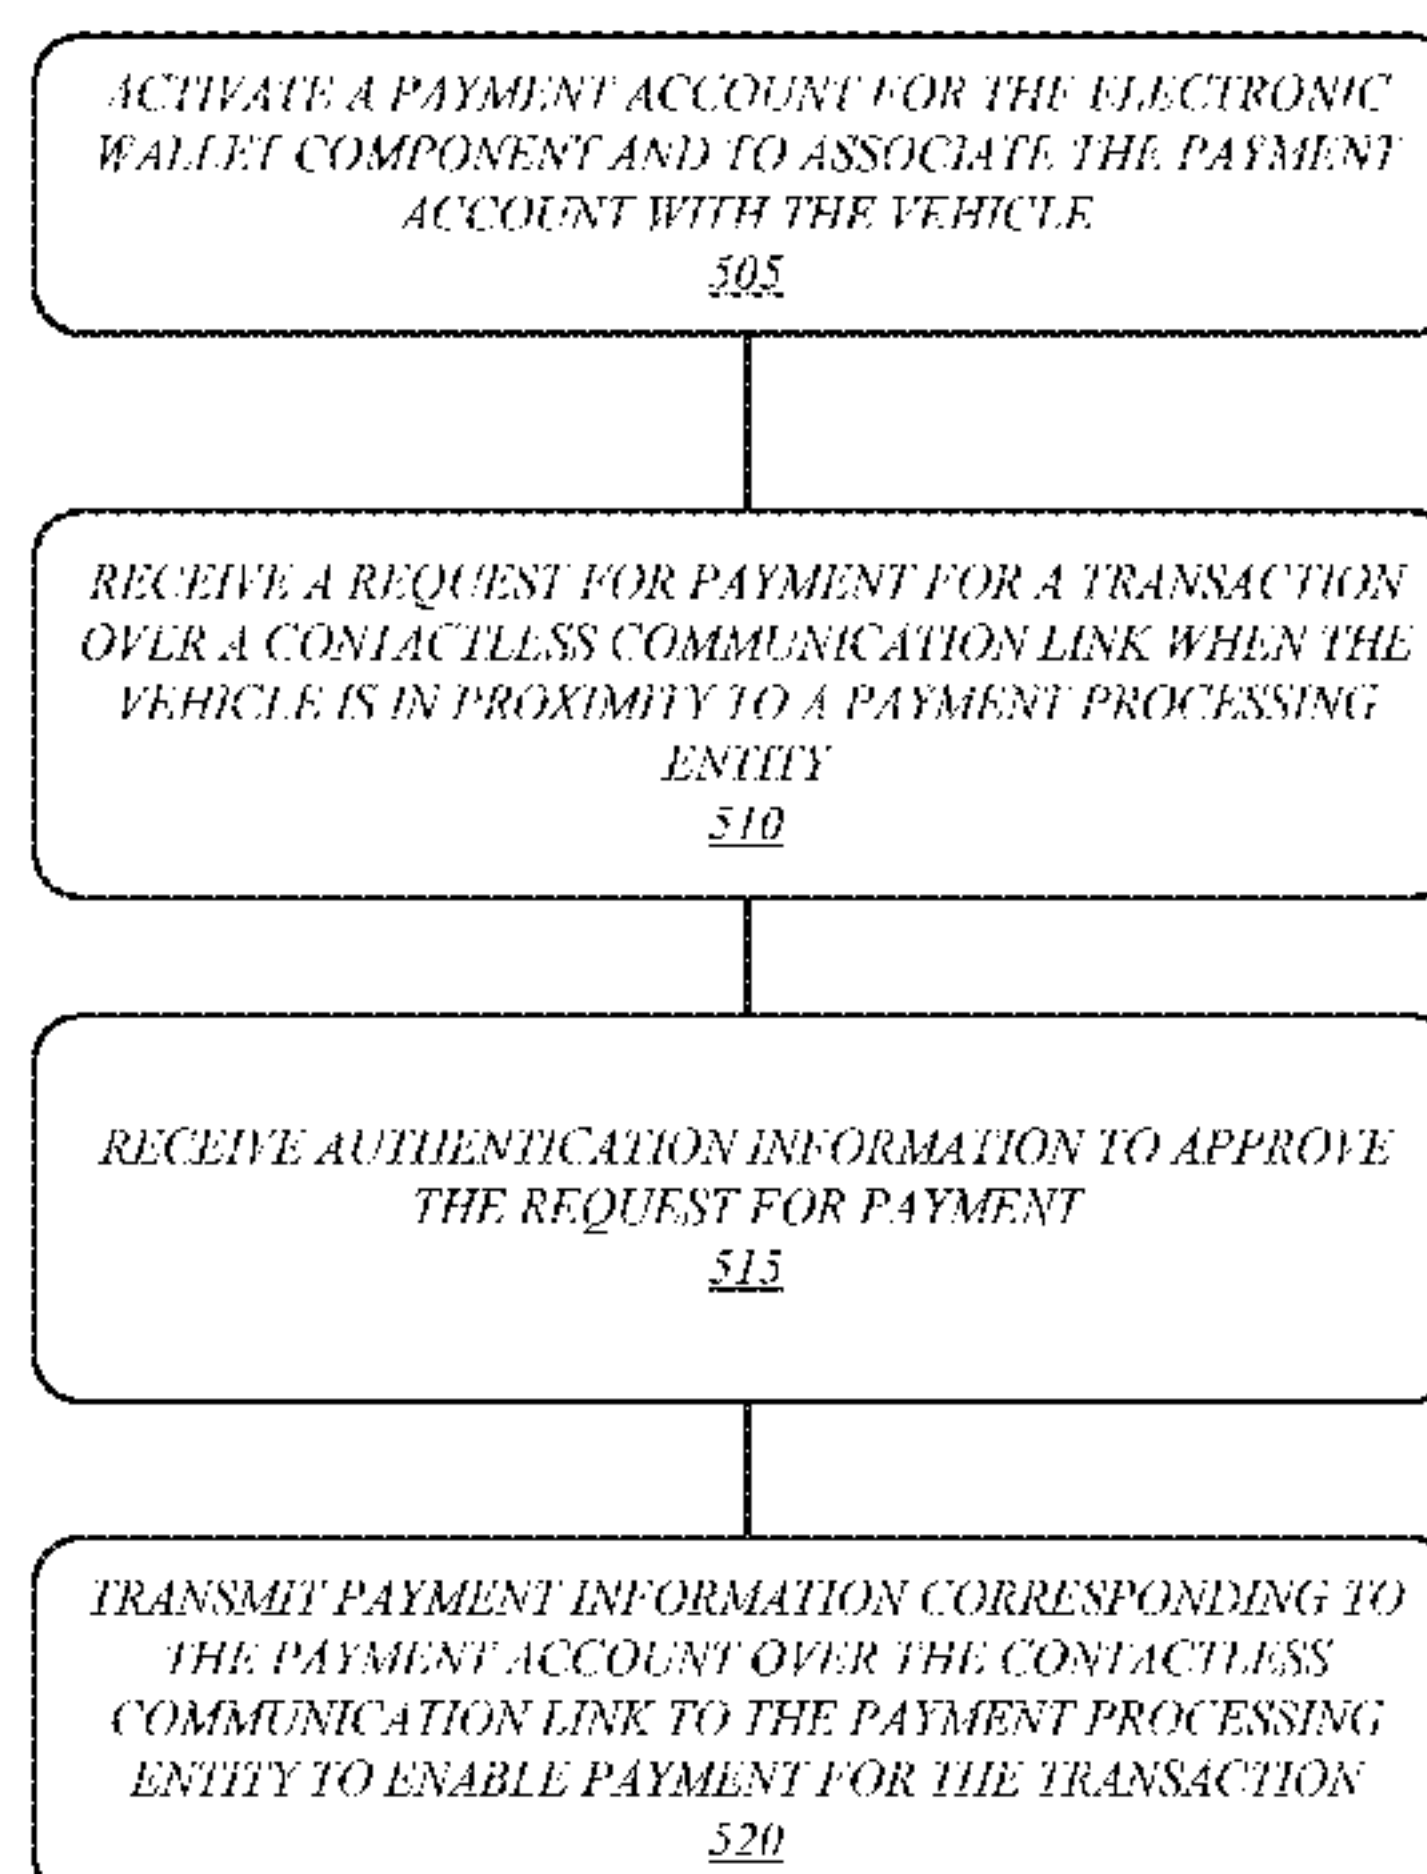 ACTIVATE A PAYMENT ACCOUNT FOR THE ELECTRONIC
WALLET COMPONENT AND TO ASSOCIATE THE PAYMENT
ACCOUNT WITH THE VEHICLE
505
RECEIVE A REQUEST FOR PAYMENT FOR A TRANSACTION
OVER A CONTACTLESS COMMUNICATION LINK WHEN THE
VEHICLE IS IN PROXIMITY TO A PAYMENT PROCESSING
ENTITY
510
RECEIVE AUTHENTICATION INFORMATION TO APPROVE
THE REQUEST FOR PAYMENT
515
TRANSMIT PAYMENT INFORMATION CORRESPONDING TO
THE PAYMENT ACCOUNT OVER THE CONTACTLESS
COMMUNICATION LINK TO THE PAYMENT PROCESSING
ENTITY TO ENABLE PAYMENT FOR THE TRANSACTION
520